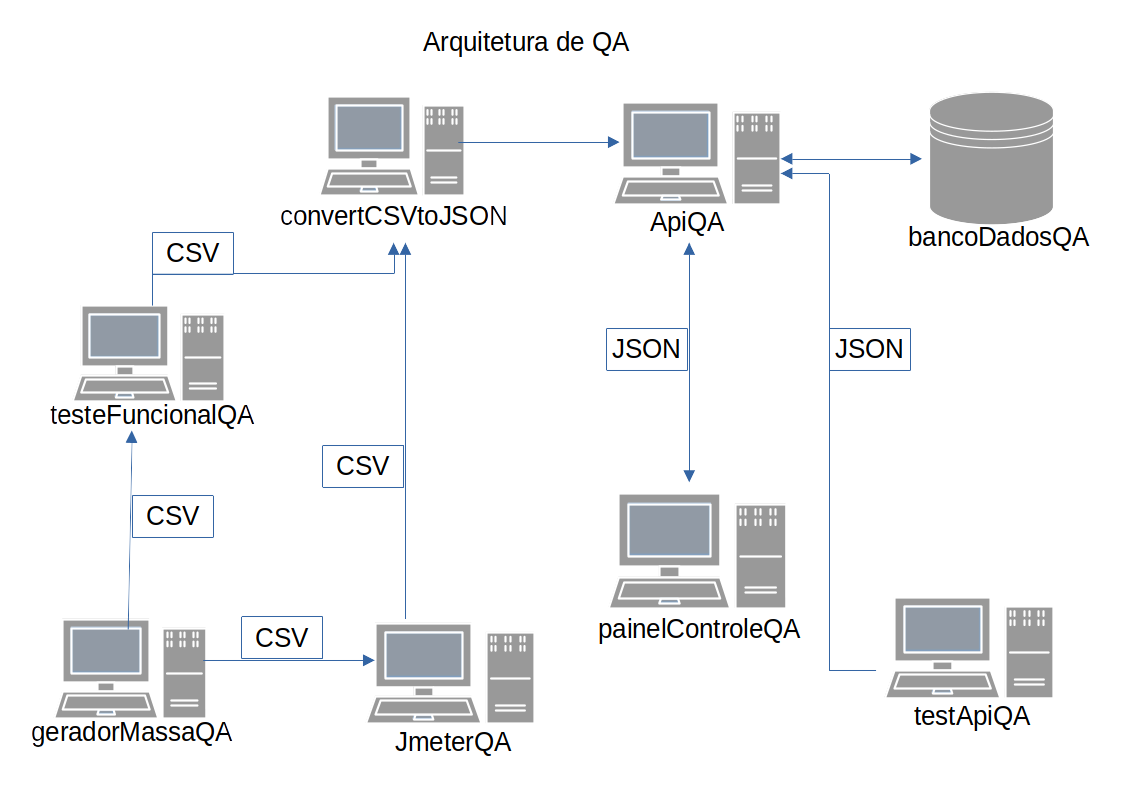 Arquitetura de QA
convertCSVtoJSON
ApiQA
bancoDadosQA
CSV
testeFuncionalQA
JSON
JSON
CSV
CSV
CSV
geradorMassaQA
JmeterQA
painelControleQA
testApiQA